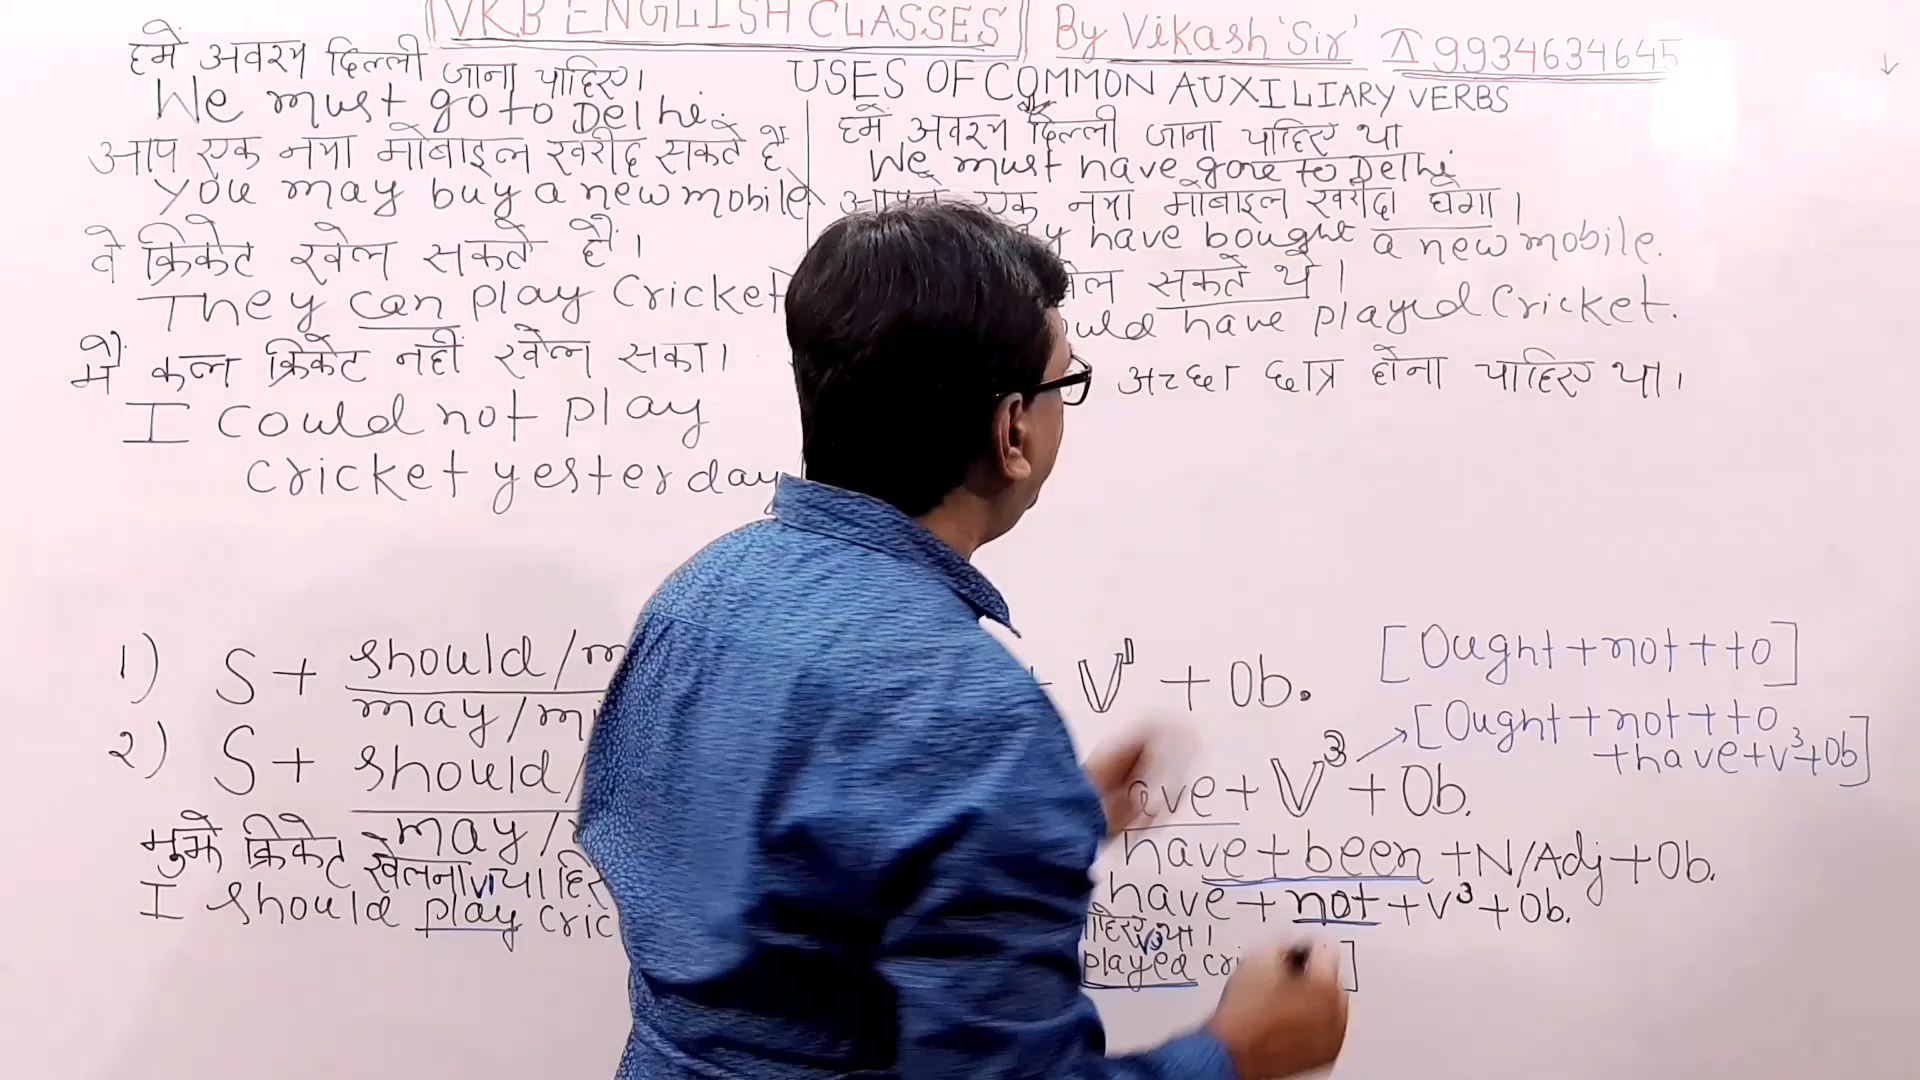 VKB ENGLISH CLASSES By Vikash 'Sir' 9934634645
USES OF COMMON AUXILIARY VERBS
हमें अवश्य दिल्ली जाना चाहिए।
We must go to Delhi.
आप एक नया मोबाइल खरीद सकते हैं
You may buy a new mobile
वे क्रिकेट खेल सकते हैं।
They can play Cricket
मैं कल क्रिकेट नहीं खेल सका।
I could not play
cricket yesterday
हमें अवश्य दिल्ली जाना चाहिए था
We must have gone to Delhi.
एक नया मोबाइल खरीदा होगा।
have bought a new mobile.
सकते थे।
have played Cricket.
अच्छा छात्र होना चाहिए था।
1) S + should/
may/
V¹ + Ob.
[Ought + not + to]
2) S + should/
may/
+ V³ + Ob.
[Ought + not + to
+ have + V³ + Ob]
have + been + N/Adj + Ob.
have + not + V³ + Ob.
मुझे क्रिकेट खेलना
V1
I should play
था।
V3
played